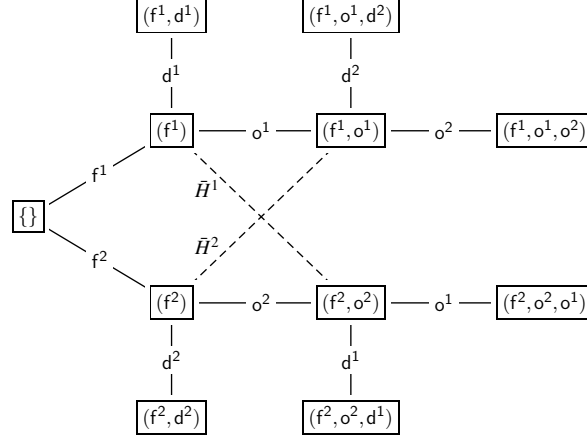 (f¹, d¹) (f¹, o¹, d²)
d¹ d²
(f¹) o¹ (f¹, o¹) o² (f¹, o¹, o²)
f¹
H̄¹
{}
H̄²
f²
(f²) o² (f², o²) o¹ (f², o², o¹)
d² d¹
(f², d²) (f², o², d¹)